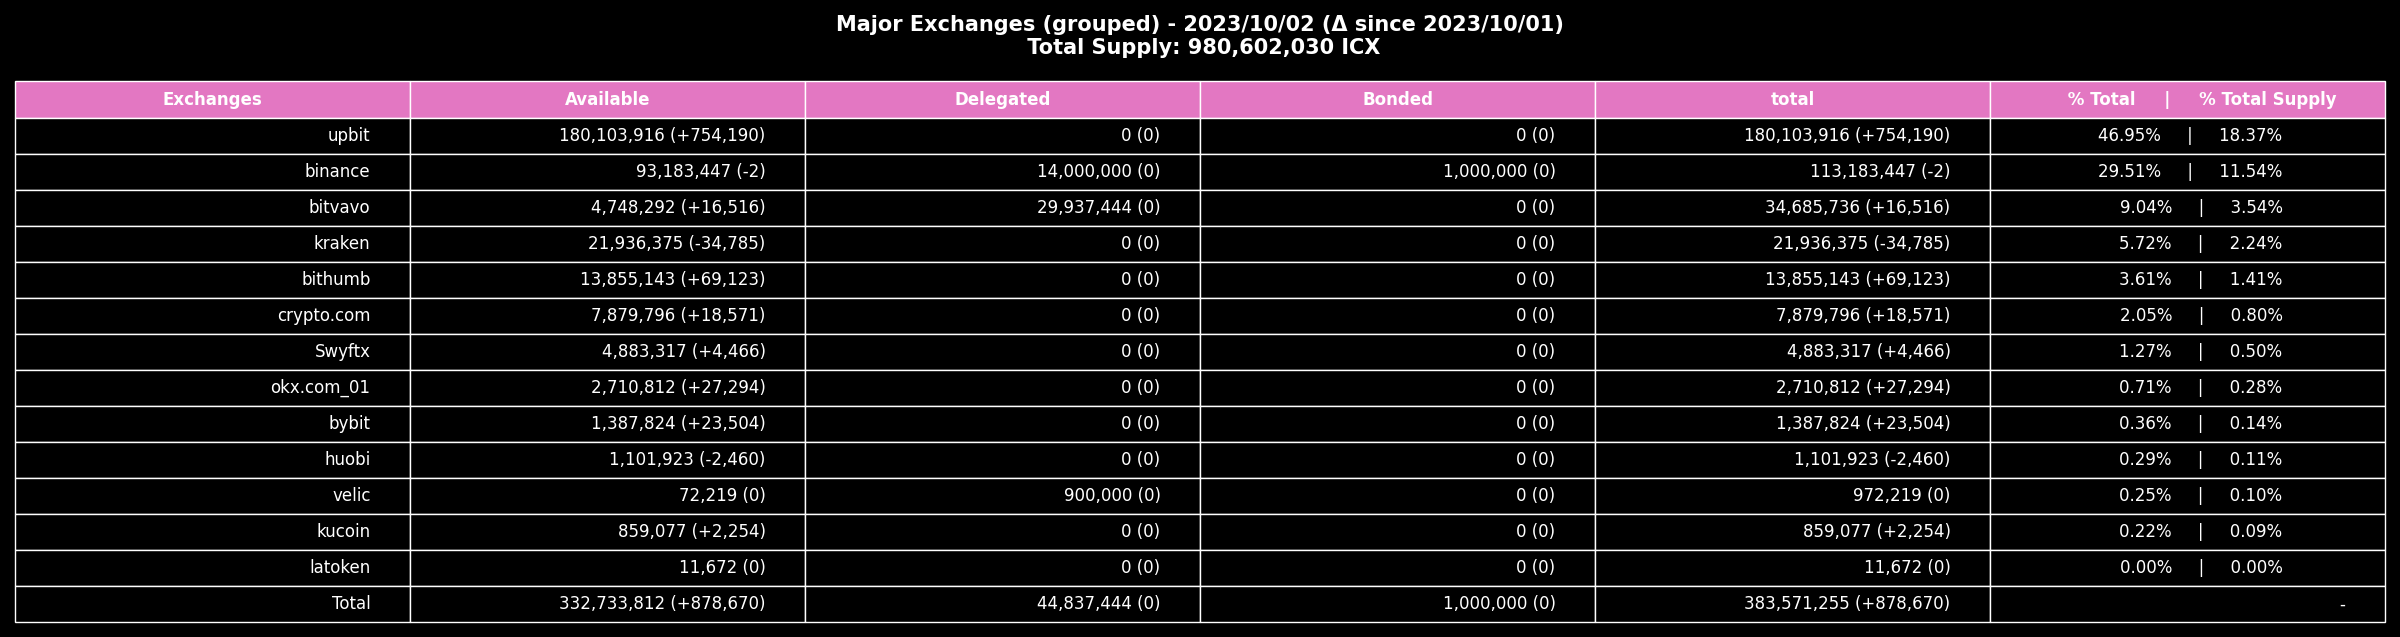 Major Exchanges (grouped) - 2023/10/02 (Δ since 2023/10/01)
Total Supply: 980,602,030 ICX
Exchanges Available Delegated Bonded total % Total | % Total Supply
upbit 180,103,916 (+754,190) 0 (0) 0 (0) 180,103,916 (+754,190) 46.95% | 18.37%
binance 93,183,447 (-2) 14,000,000 (0) 1,000,000 (0) 113,183,447 (-2) 29.51% | 11.54%
bitvavo 4,748,292 (+16,516) 29,937,444 (0) 0 (0) 34,685,736 (+16,516) 9.04% | 3.54%
kraken 21,936,375 (-34,785) 0 (0) 0 (0) 21,936,375 (-34,785) 5.72% | 2.24%
bithumb 13,855,143 (+69,123) 0 (0) 0 (0) 13,855,143 (+69,123) 3.61% | 1.41%
crypto.com 7,879,796 (+18,571) 0 (0) 0 (0) 7,879,796 (+18,571) 2.05% | 0.80%
Swyftx 4,883,317 (+4,466) 0 (0) 0 (0) 4,883,317 (+4,466) 1.27% | 0.50%
okx.com_01 2,710,812 (+27,294) 0 (0) 0 (0) 2,710,812 (+27,294) 0.71% | 0.28%
bybit 1,387,824 (+23,504) 0 (0) 0 (0) 1,387,824 (+23,504) 0.36% | 0.14%
huobi 1,101,923 (-2,460) 0 (0) 0 (0) 1,101,923 (-2,460) 0.29% | 0.11%
velic 72,219 (0) 900,000 (0) 0 (0) 972,219 (0) 0.25% | 0.10%
kucoin 859,077 (+2,254) 0 (0) 0 (0) 859,077 (+2,254) 0.22% | 0.09%
latoken 11,672 (0) 0 (0) 0 (0) 11,672 (0) 0.00% | 0.00%
Total 332,733,812 (+878,670) 44,837,444 (0) 1,000,000 (0) 383,571,255 (+878,670) -